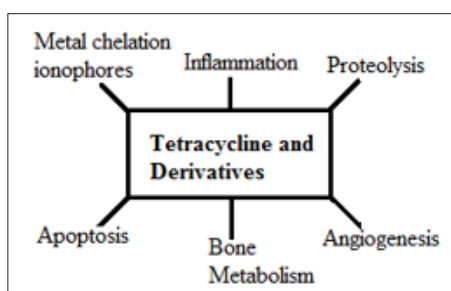 Metal chelation
ionophores
Inflammation
Proteolysis
Tetracycline and
Derivatives
Apoptosis
Bone
Metabolism
Angiogenesis